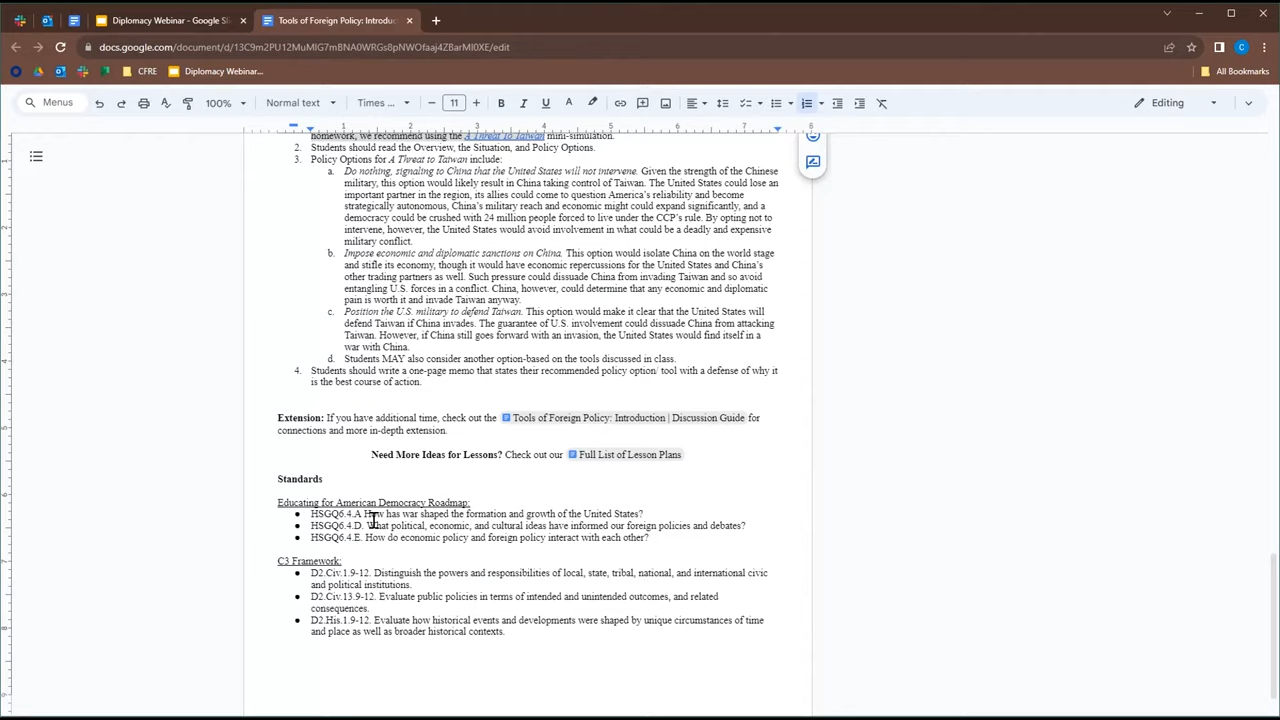 Diplomacy Webinar - Google Sli
Tools of Foreign Policy: Introduc
docs.google.com/document/d/13C9m2PU12MuMlG7mBNA0WRGs8pNWOfaaj4ZBarMl0XE/edit
CFRE
Diplomacy Webinar...
All Bookmarks
Menus
100%
Normal text
Times ...
11
Editing
1 2 3 4 5 6
homework, we recommend using the A Threat To Taiwan mini-simulation.
2. Students should read the Overview, the Situation, and Policy Options.
3. Policy Options for A Threat to Taiwan include:
a. Do nothing, signaling to China that the United States will not intervene. Given the strength of the Chinese
military, this option would likely result in China taking control of Taiwan. The United States could lose an
important partner in the region, its allies could come to question America's reliability and become
strategically autonomous, China's military reach and economic might could expand significantly, and a
democracy could be crushed with 24 million people forced to live under the CCP's rule. By opting not to
intervene, however, the United States would avoid involvement in what could be a deadly and expensive
military conflict.
b. Impose economic and diplomatic sanctions on China. This option would isolate China on the world stage
and stifle its economy, though it would have economic repercussions for the United States and China's
other trading partners as well. Such pressure could dissuade China from invading Taiwan and so avoid
entangling U.S. forces in a conflict. China, however, could determine that any economic and diplomatic
pain is worth it and invade Taiwan anyway.
c. Position the U.S. military to defend Taiwan. This option would make it clear that the United States will
defend Taiwan if China invades. The guarantee of U.S. involvement could dissuade China from attacking
Taiwan. However, if China still goes forward with an invasion, the United States would find itself in a
war with China.
d. Students MAY also consider another option-based on the tools discussed in class.
4. Students should write a one-page memo that states their recommended policy option/ tool with a defense of why it
is the best course of action.
Extension: If you have additional time, check out the Tools of Foreign Policy: Introduction | Discussion Guide for
connections and more in-depth extension.
Need More Ideas for Lessons? Check out our Full List of Lesson Plans
Standards
Educating for American Democracy Roadmap:
• HSGQ6.4.A How has war shaped the formation and growth of the United States?
• HSGQ6.4.D. What political, economic, and cultural ideas have informed our foreign policies and debates?
• HSGQ6.4.E. How do economic policy and foreign policy interact with each other?
C3 Framework:
• D2.Civ.1.9-12. Distinguish the powers and responsibilities of local, state, tribal, national, and international civic
and political institutions.
• D2.Civ.13.9-12. Evaluate public policies in terms of intended and unintended outcomes, and related
consequences.
• D2.His.1.9-12. Evaluate how historical events and developments were shaped by unique circumstances of time
and place as well as broader historical contexts.